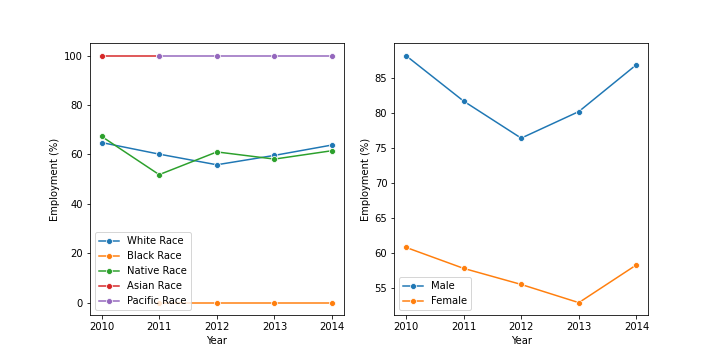 100
80
60
40
20
0
Employment (%)
White Race
Black Race
Native Race
Asian Race
Pacific Race
2010 2011 2012 2013 2014
Year
85
80
75
70
65
60
55
Employment (%)
Male
Female
2010 2011 2012 2013 2014
Year